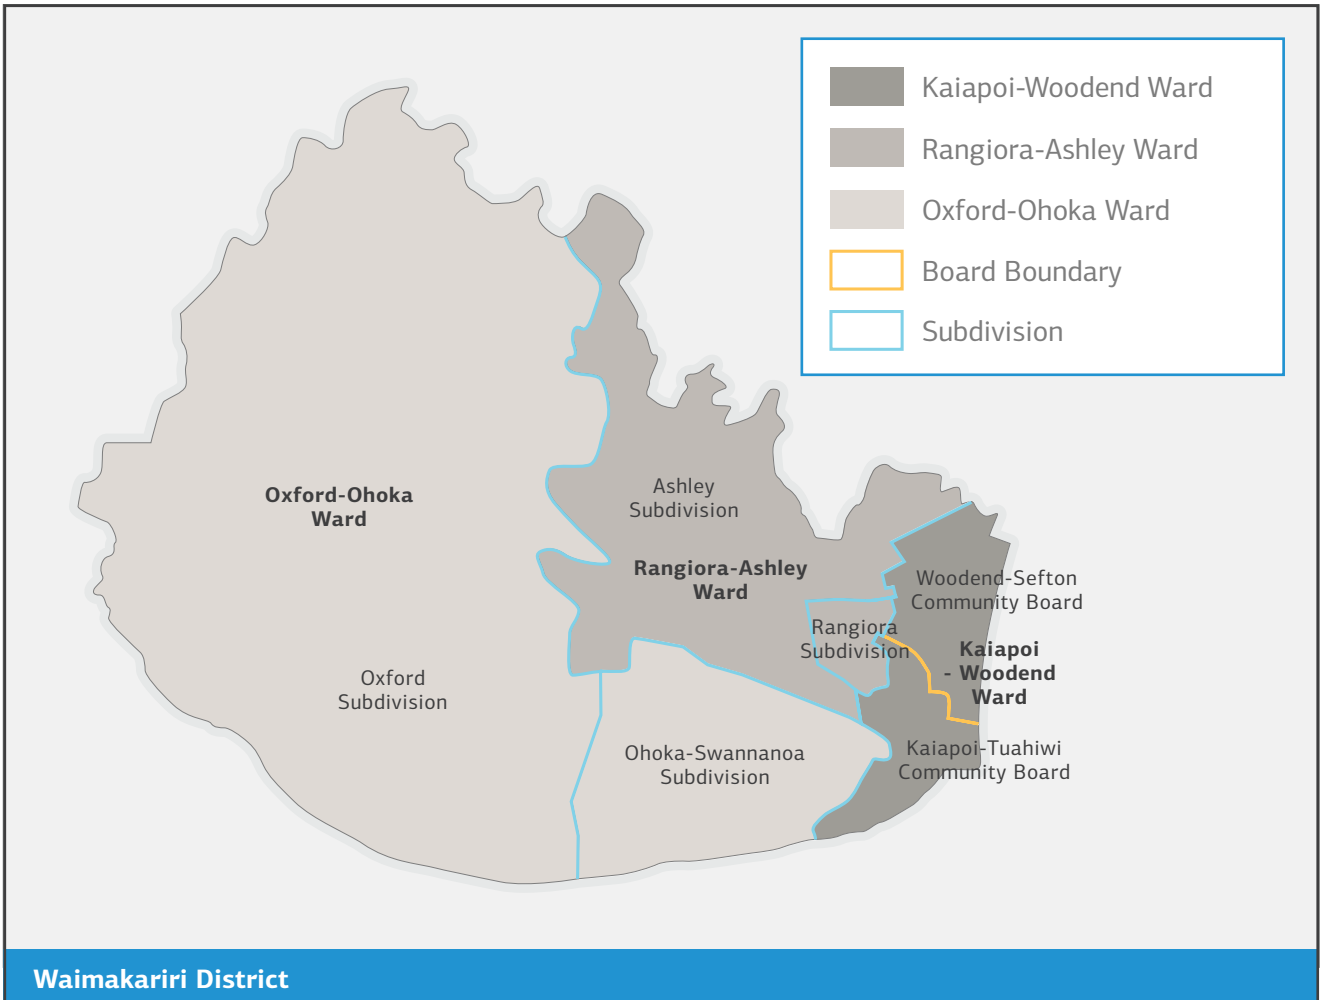 Kaiapoi-Woodend Ward
Rangiora-Ashley Ward
Oxford-Ohoka Ward
Board Boundary
Subdivision
Oxford-Ohoka
Ward
Ashley
Subdivision
Rangiora-Ashley
Ward
Woodend-Sefton
Community Board
Rangiora
Subdivision
Kaiapoi
- Woodend
Ward
Oxford
Subdivision
Ohoka-Swannanoa
Subdivision
Kaiapoi-Tuahiwi
Community Board
Waimakariri District